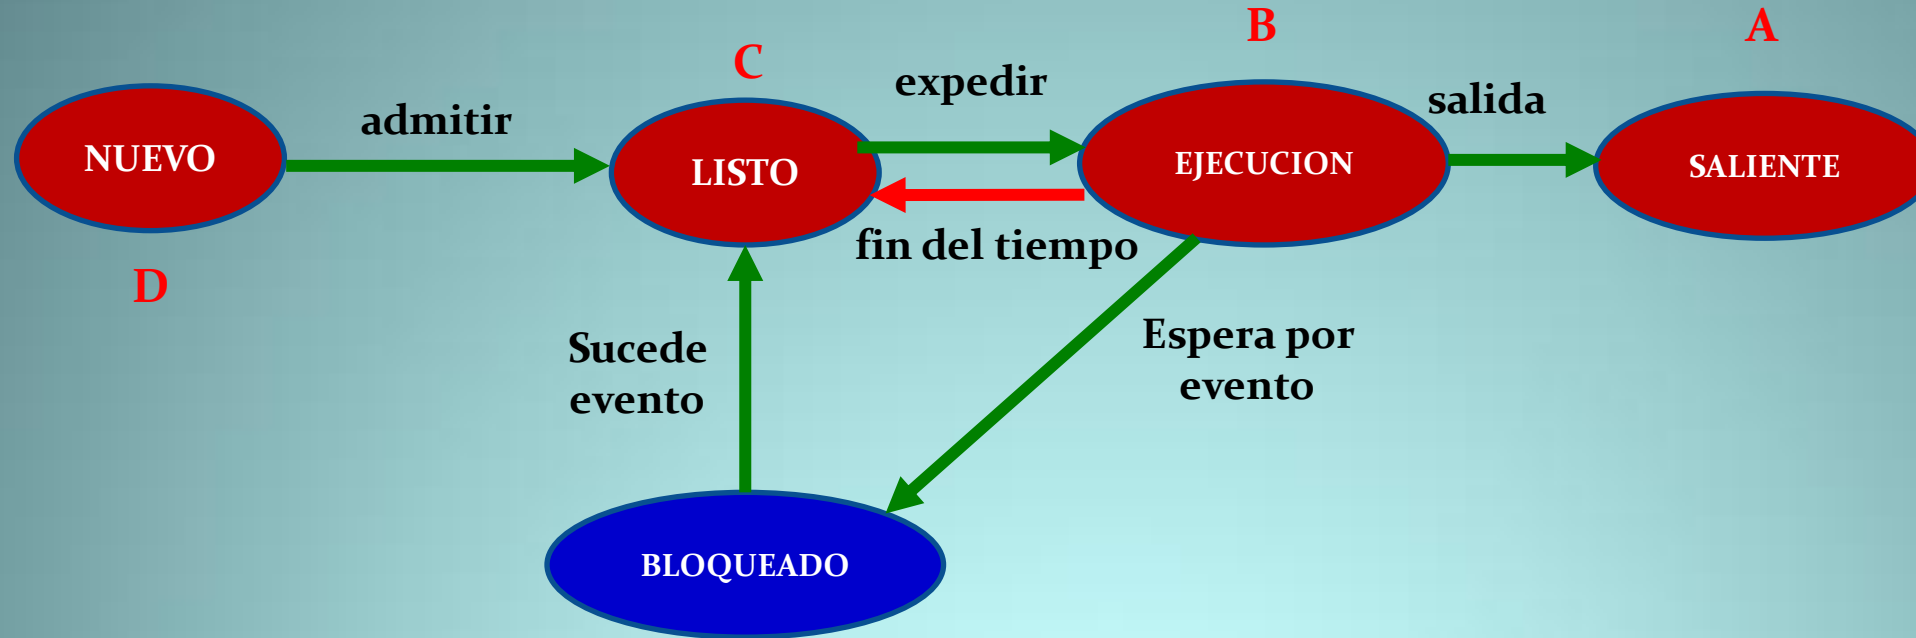 B
A
C
expedir
salida
admitir
NUEVO
LISTO
EJECUCION
SALIENTE
fin del tiempo
D
Sucede
evento
Espera por
evento
BLOQUEADO